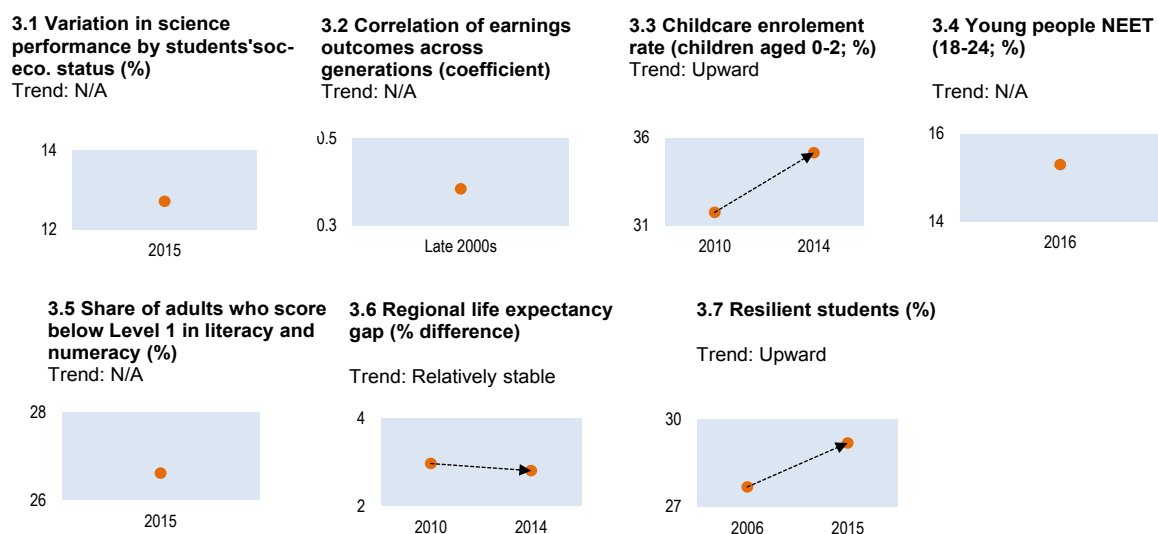 3.1 Variation in science
performance by students'soc-
eco. status (%)
Trend: N/A
14
12
2015
3.2 Correlation of earnings
outcomes across
generations (coefficient)
Trend: N/A
0.5
0.3
Late 2000s
3.3 Childcare enrolement
rate (children aged 0-2; %)
Trend: Upward
36
31
2010 2014
3.4 Young people NEET
(18-24; %)
Trend: N/A
16
14
2016
3.5 Share of adults who score
below Level 1 in literacy and
numeracy (%)
Trend: N/A
28
26
2015
3.6 Regional life expectancy
gap (% difference)
Trend: Relatively stable
4
2
2010 2014
3.7 Resilient students (%)
Trend: Upward
30
27
2006 2015